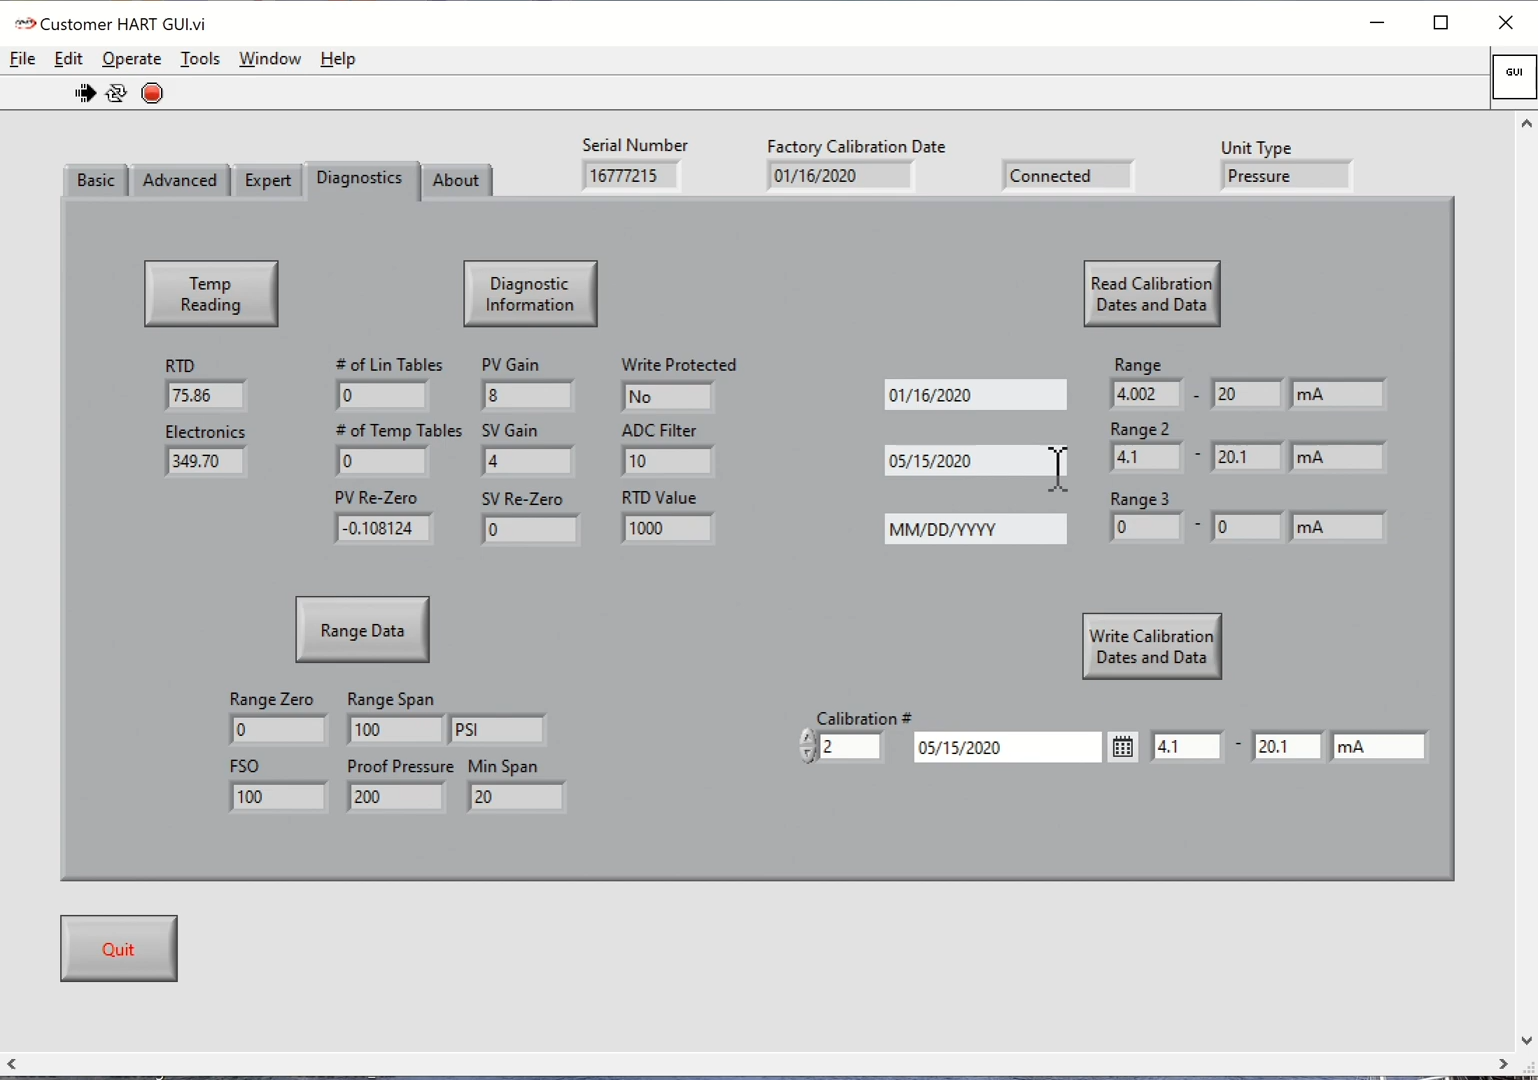 Customer HART GUI.vi
File Edit Operate Tools Window Help
GUI
Serial Number
Factory Calibration Date
Unit Type
16777215
01/16/2020
Connected
Pressure
Basic Advanced Expert Diagnostics About
Temp
Reading
Diagnostic
Information
Read Calibration
Dates and Data
RTD
75.86
Electronics
349.70
# of Lin Tables
0
# of Temp Tables
0
PV Re-Zero
-0.108124
PV Gain
8
SV Gain
4
SV Re-Zero
0
Write Protected
No
ADC Filter
10
RTD Value
1000
Range
01/16/2020 4.002 - 20 mA
Range 2
05/15/2020 4.1 - 20.1 mA
Range 3
MM/DD/YYYY 0 - 0 mA
Range Data
Range Zero
0
Range Span
100 PSI
FSO
100
Proof Pressure
200
Min Span
20
Write Calibration
Dates and Data
Calibration #
2 05/15/2020 4.1 - 20.1 mA
Quit